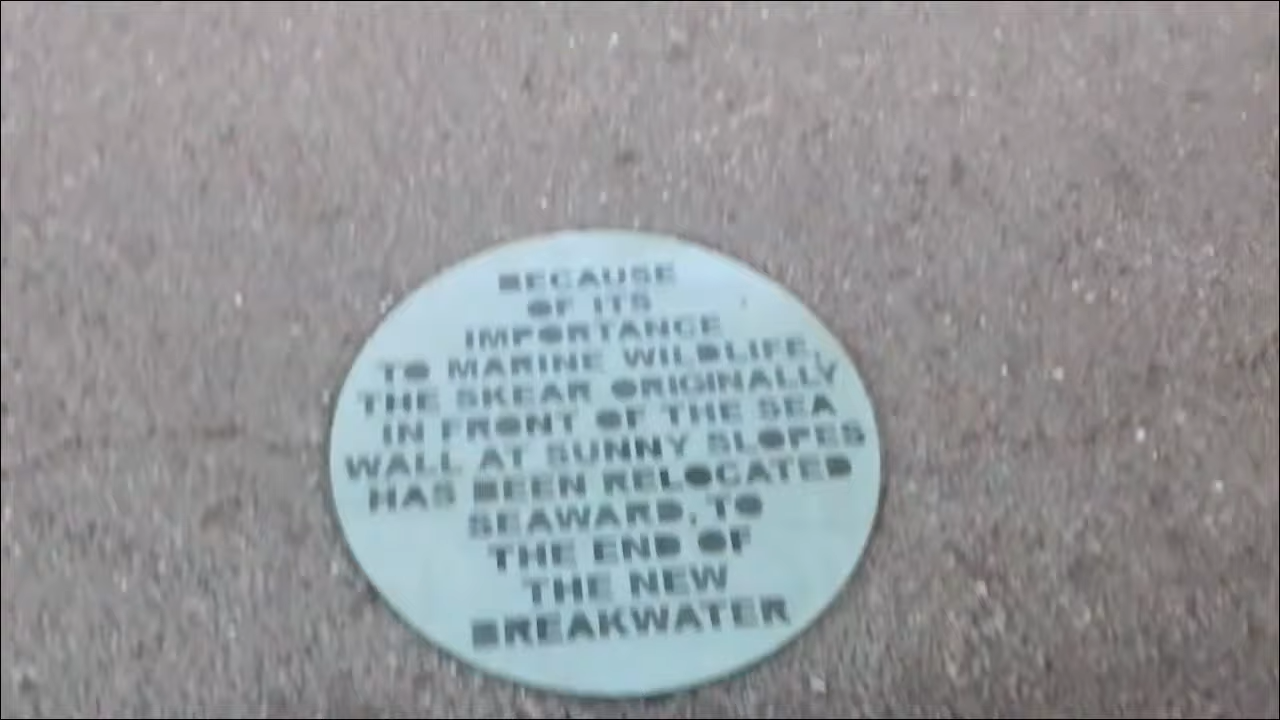 BECAUSE
OF ITS
IMPORTANCE
TO MARINE WILDLIFE,
THE SKEAR ORIGINALLY
IN FRONT OF THE SEA
WALL AT SUNNY SLOPES
HAS BEEN RELOCATED
SEAWARD, TO
THE END OF
THE NEW
BREAKWATER